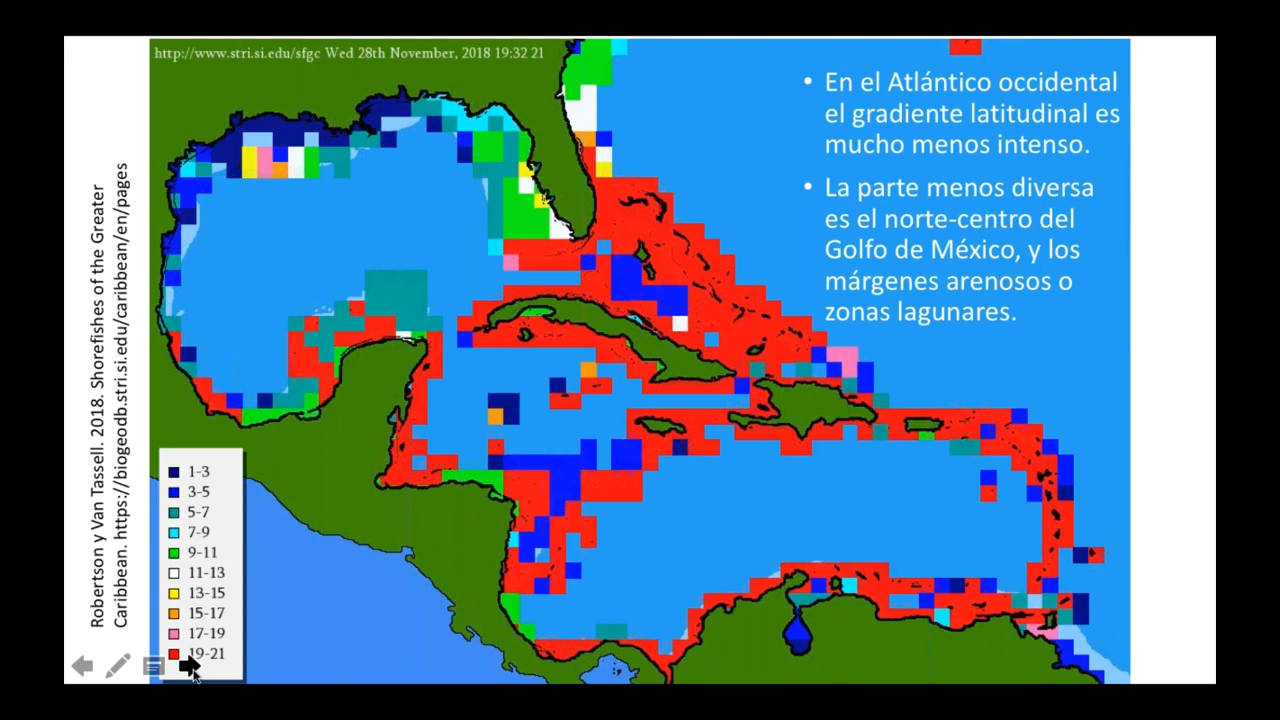 http://www.stri.si.edu/sfgc Wed 28th November, 2018 19:32 21
• En el Atlántico occidental
el gradiente latitudinal es
mucho menos intenso.
• La parte menos diversa
es el norte-centro del
Golfo de México, y los
márgenes arenosos o
zonas lagunares.
Robertson y Van Tassell. 2018. Shorefishes of the Greater
Caribbean. https://biogeodb.stri.si.edu/caribbean/en/pages
1-3
3-5
5-7
7-9
9-11
11-13
13-15
15-17
17-19
19-21